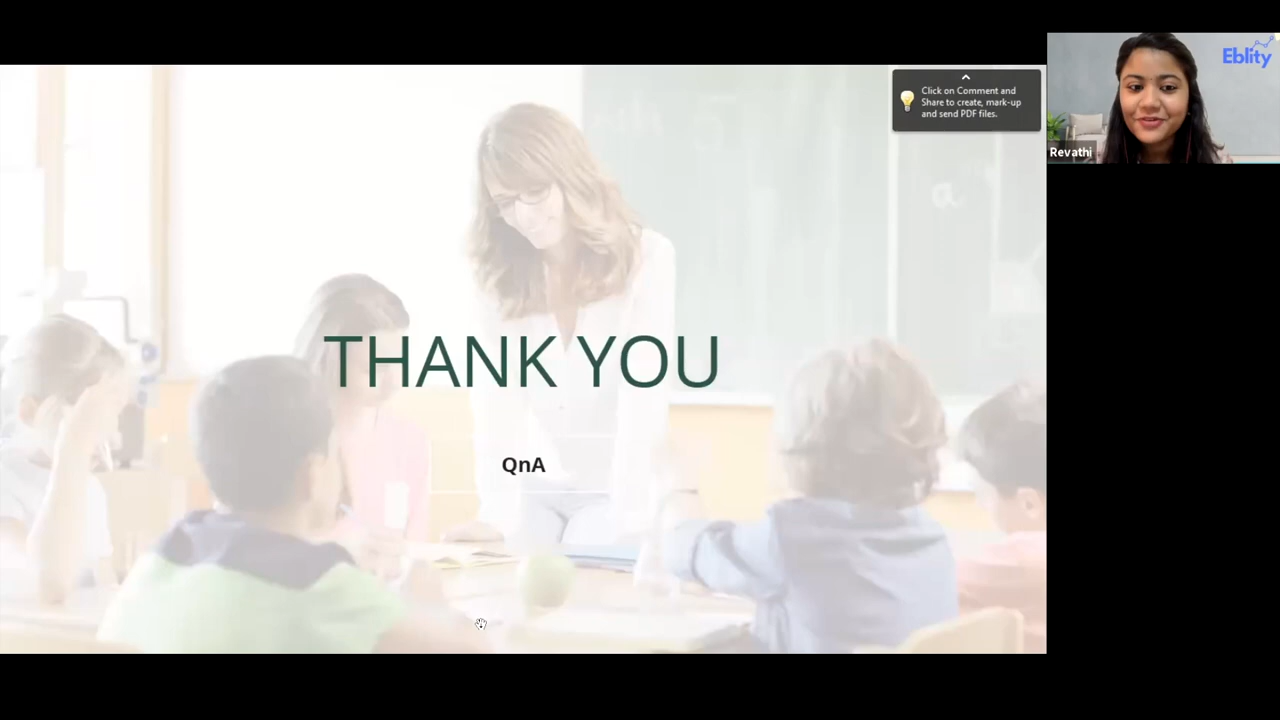 Click on Comment and
Share to create, mark-up
and send PDF files.
Eblity
Revathi
THANK YOU
QnA